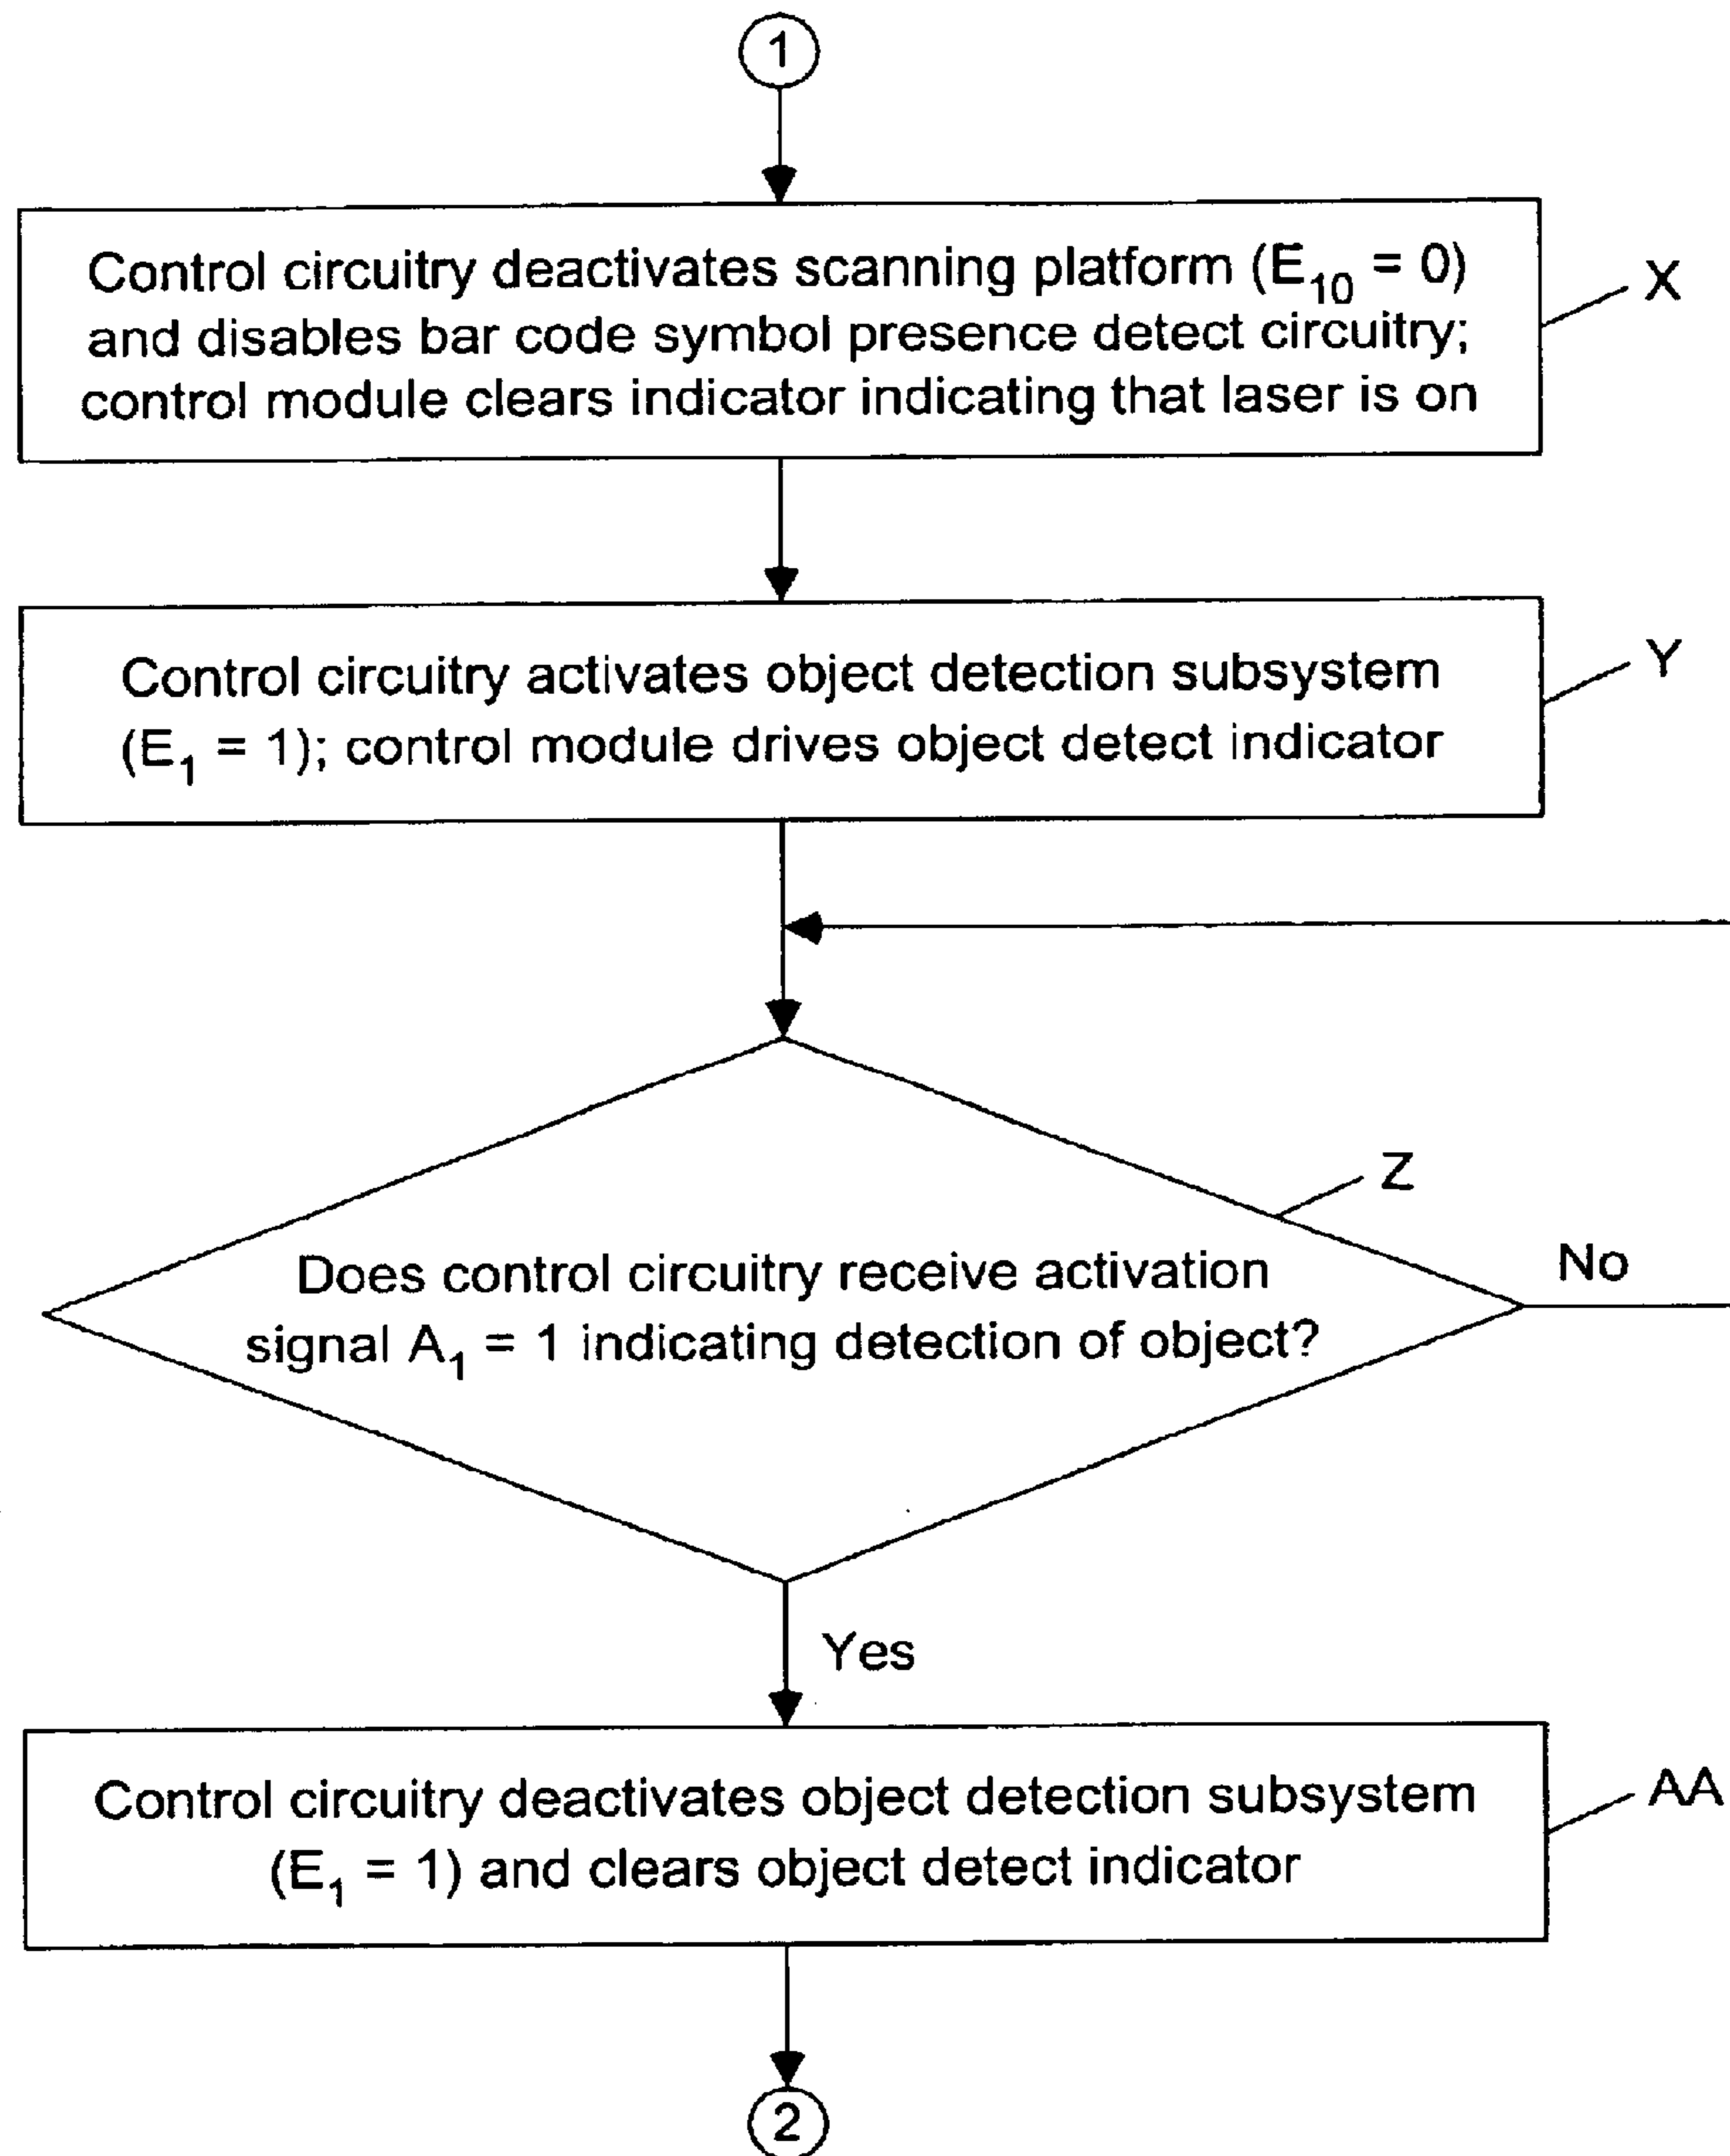 1
Control circuitry deactivates scanning platform (E₁₀ = 0)
and disables bar code symbol presence detect circuitry;
control module clears indicator indicating that laser is on
X
Control circuitry activates object detection subsystem
(E₁ = 1); control module drives object detect indicator
Y
Z
Does control circuitry receive activation
signal A₁ = 1 indicating detection of object?
No
Yes
Control circuitry deactivates object detection subsystem
(E₁ = 1) and clears object detect indicator
AA
2